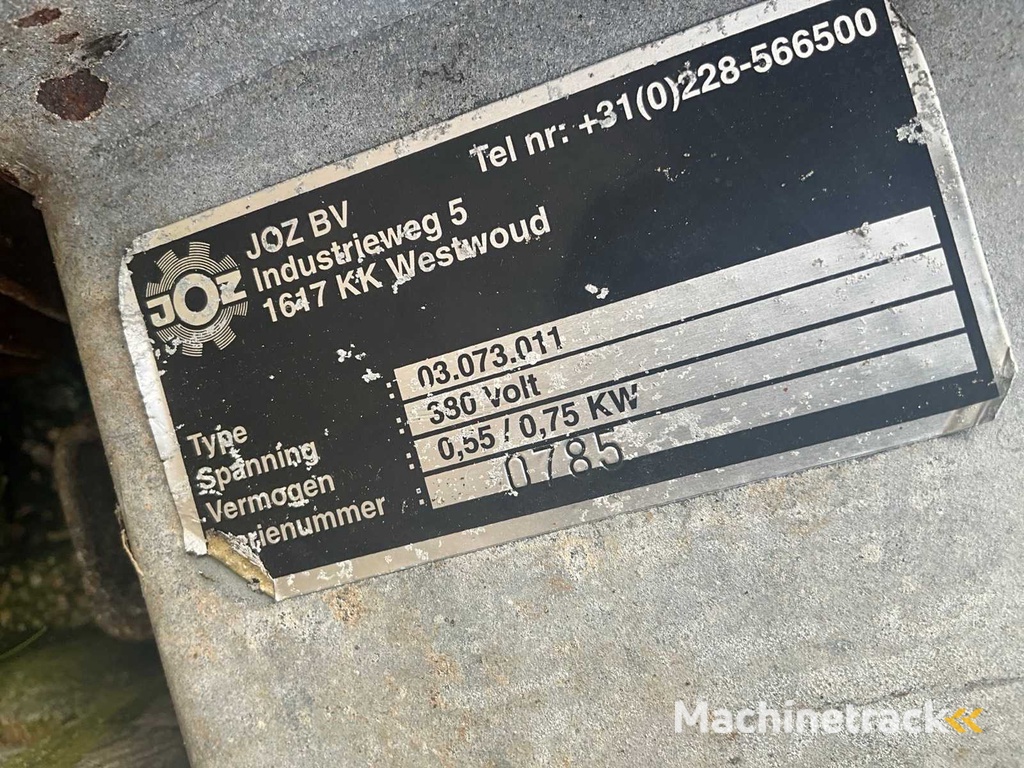 Tel nr: +31(0)228-566500
JOZ
JOZ BV
Industrieweg 5
1617 KK Westwoud
Type : 03.073.011
Spanning : 380 Volt
Vermogen : 0,55 / 0,75 KW
erienummer : 0785
Machinetrack